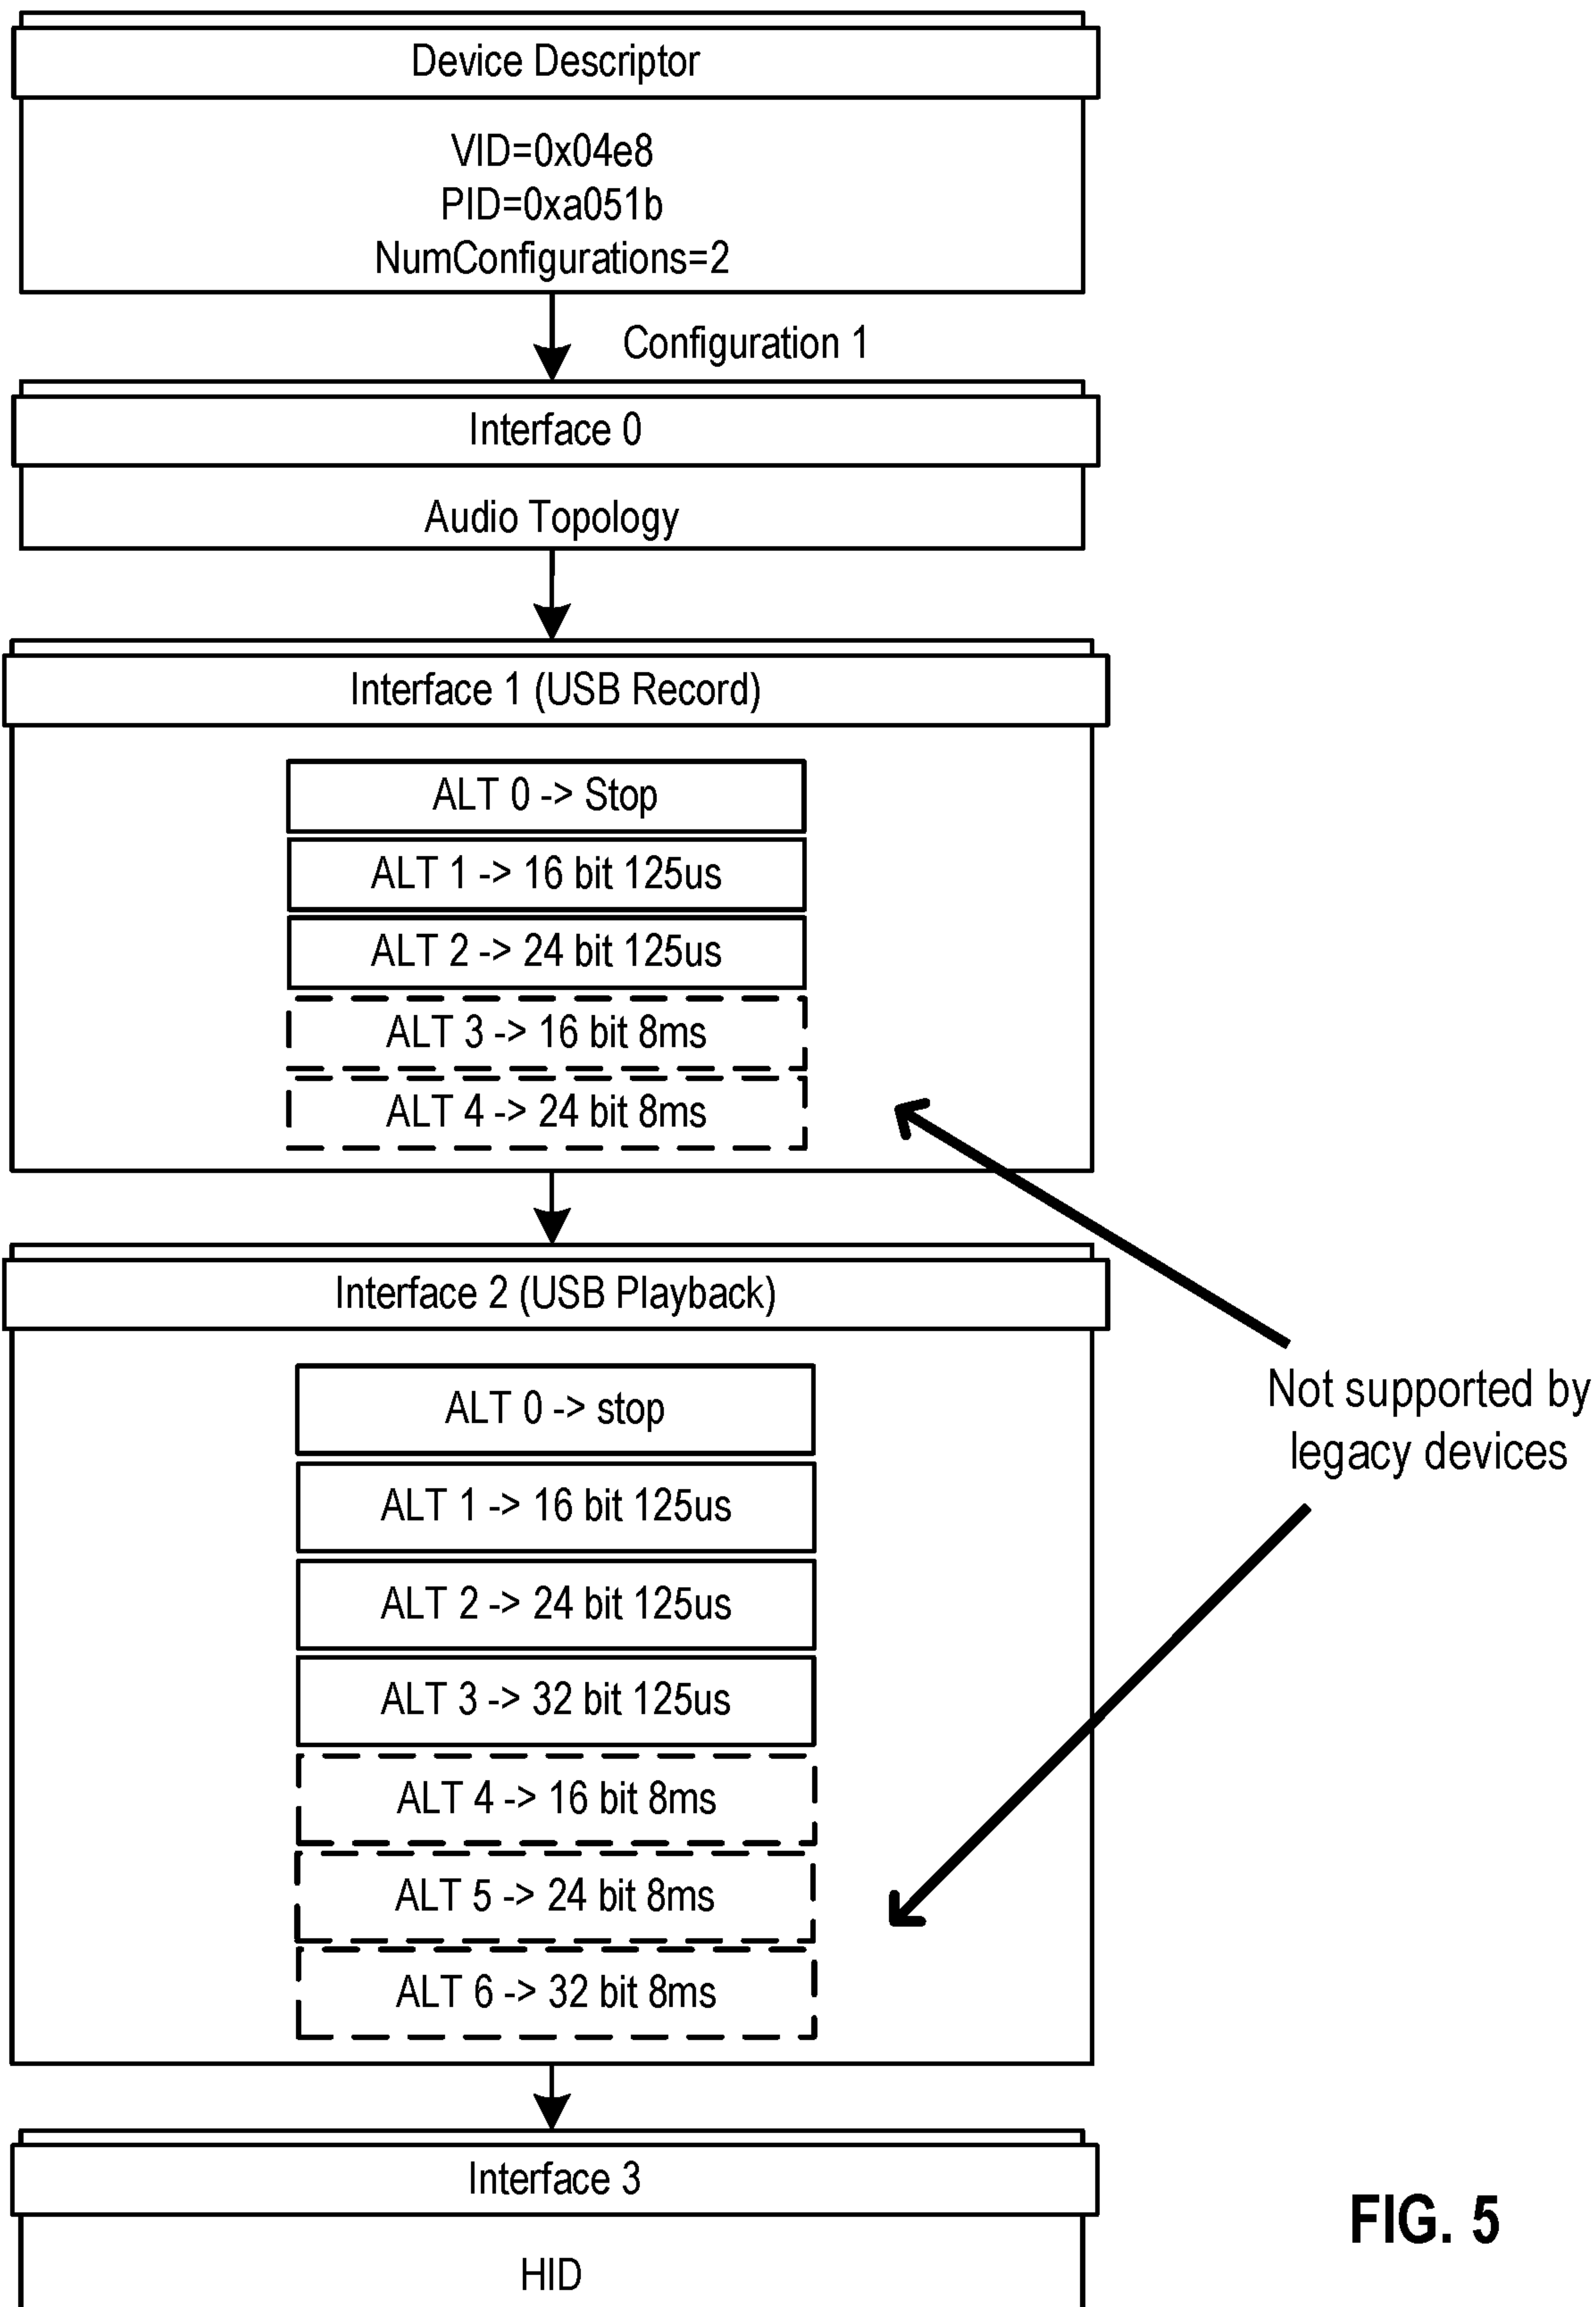 Device Descriptor
VID=0x04e8
PID=0xa051b
NumConfigurations=2
Configuration 1
Interface 0
Audio Topology
Interface 1 (USB Record)
ALT 0 -> Stop
ALT 1 -> 16 bit 125us
ALT 2 -> 24 bit 125us
ALT 3 -> 16 bit 8ms
ALT 4 -> 24 bit 8ms
Interface 2 (USB Playback)
ALT 0 -> stop
ALT 1 -> 16 bit 125us
ALT 2 -> 24 bit 125us
ALT 3 -> 32 bit 125us
ALT 4 -> 16 bit 8ms
ALT 5 -> 24 bit 8ms
ALT 6 -> 32 bit 8ms
Not supported by
legacy devices
Interface 3
HID
FIG. 5